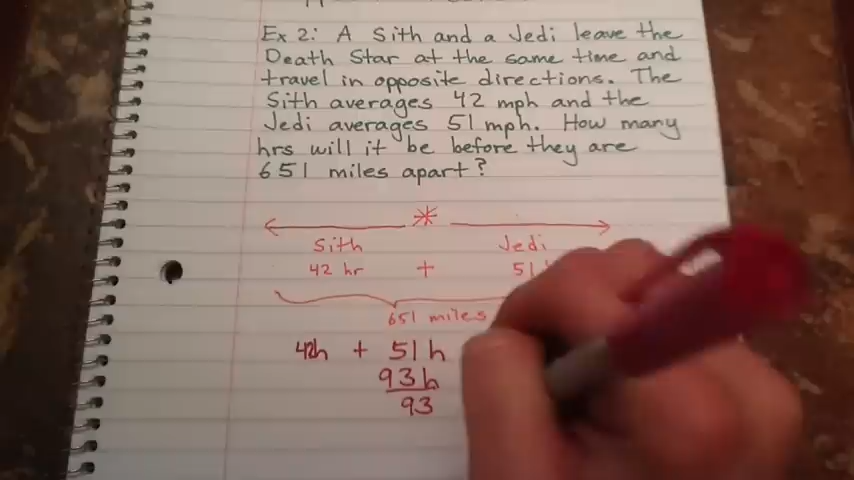 Ex 2: A Sith and a Jedi leave the
Death Star at the same time and
travel in opposite directions. The
Sith averages 42 mph and the
Jedi averages 51 mph. How many
hrs will it be before they are
651 miles apart?
Sith Jedi
42 hr + 51
651 miles
42h + 51h
93h
93